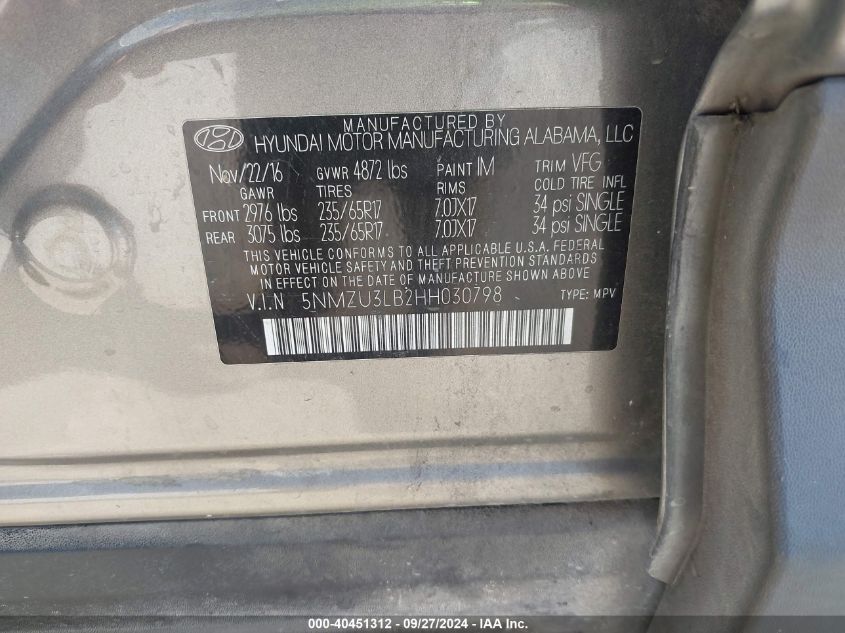 MANUFACTURED BY
HYUNDAI MOTOR MANUFACTURING ALABAMA, LLC
Nov/22/16 GVWR 4872 lbs PAINT IM TRIM VFG
GAWR TIRES RIMS COLD TIRE INFL
FRONT 2976 lbs 235/65R17 7.0JX17 34 psi SINGLE
REAR 3075 lbs 235/65R17 7.0JX17 34 psi SINGLE
THIS VEHICLE CONFORMS TO ALL APPLICABLE U.S.A. FEDERAL
MOTOR VEHICLE SAFETY AND THEFT PREVENTION STANDARDS
IN EFFECT ON THE DATE OF MANUFACTURE SHOWN ABOVE
V.I.N 5NMZU3LB2HH030798 TYPE: MPV
000-40451312 - 09/27/2024 - IAA Inc.